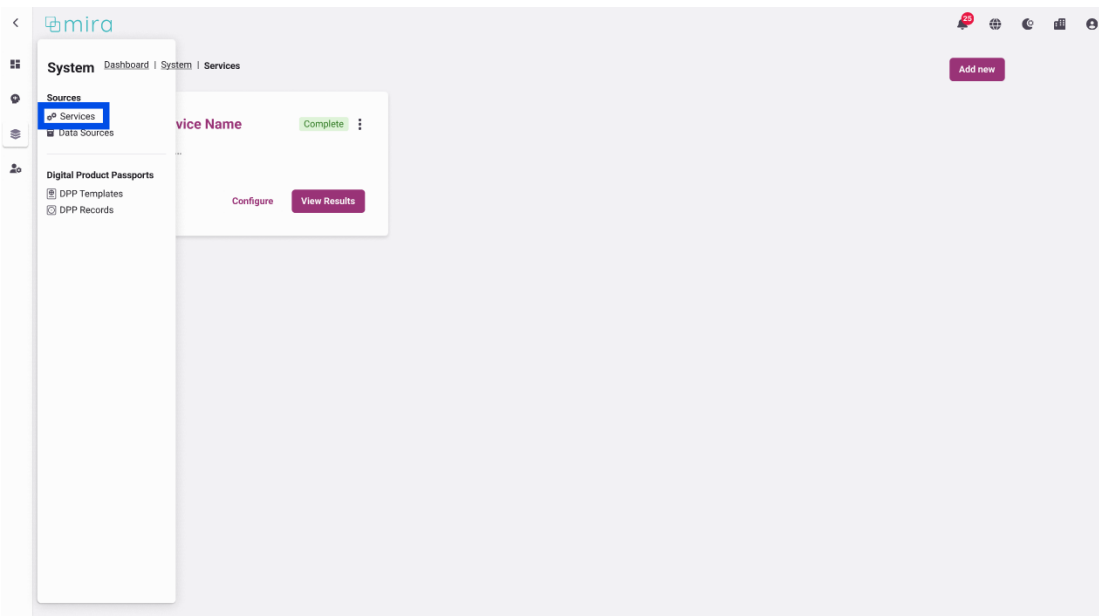 mira
25
System
Dashboard | System | Services
Add new
Sources
Services
Data Sources
vice Name
Complete
...
Digital Product Passports
DPP Templates
DPP Records
Configure
View Results